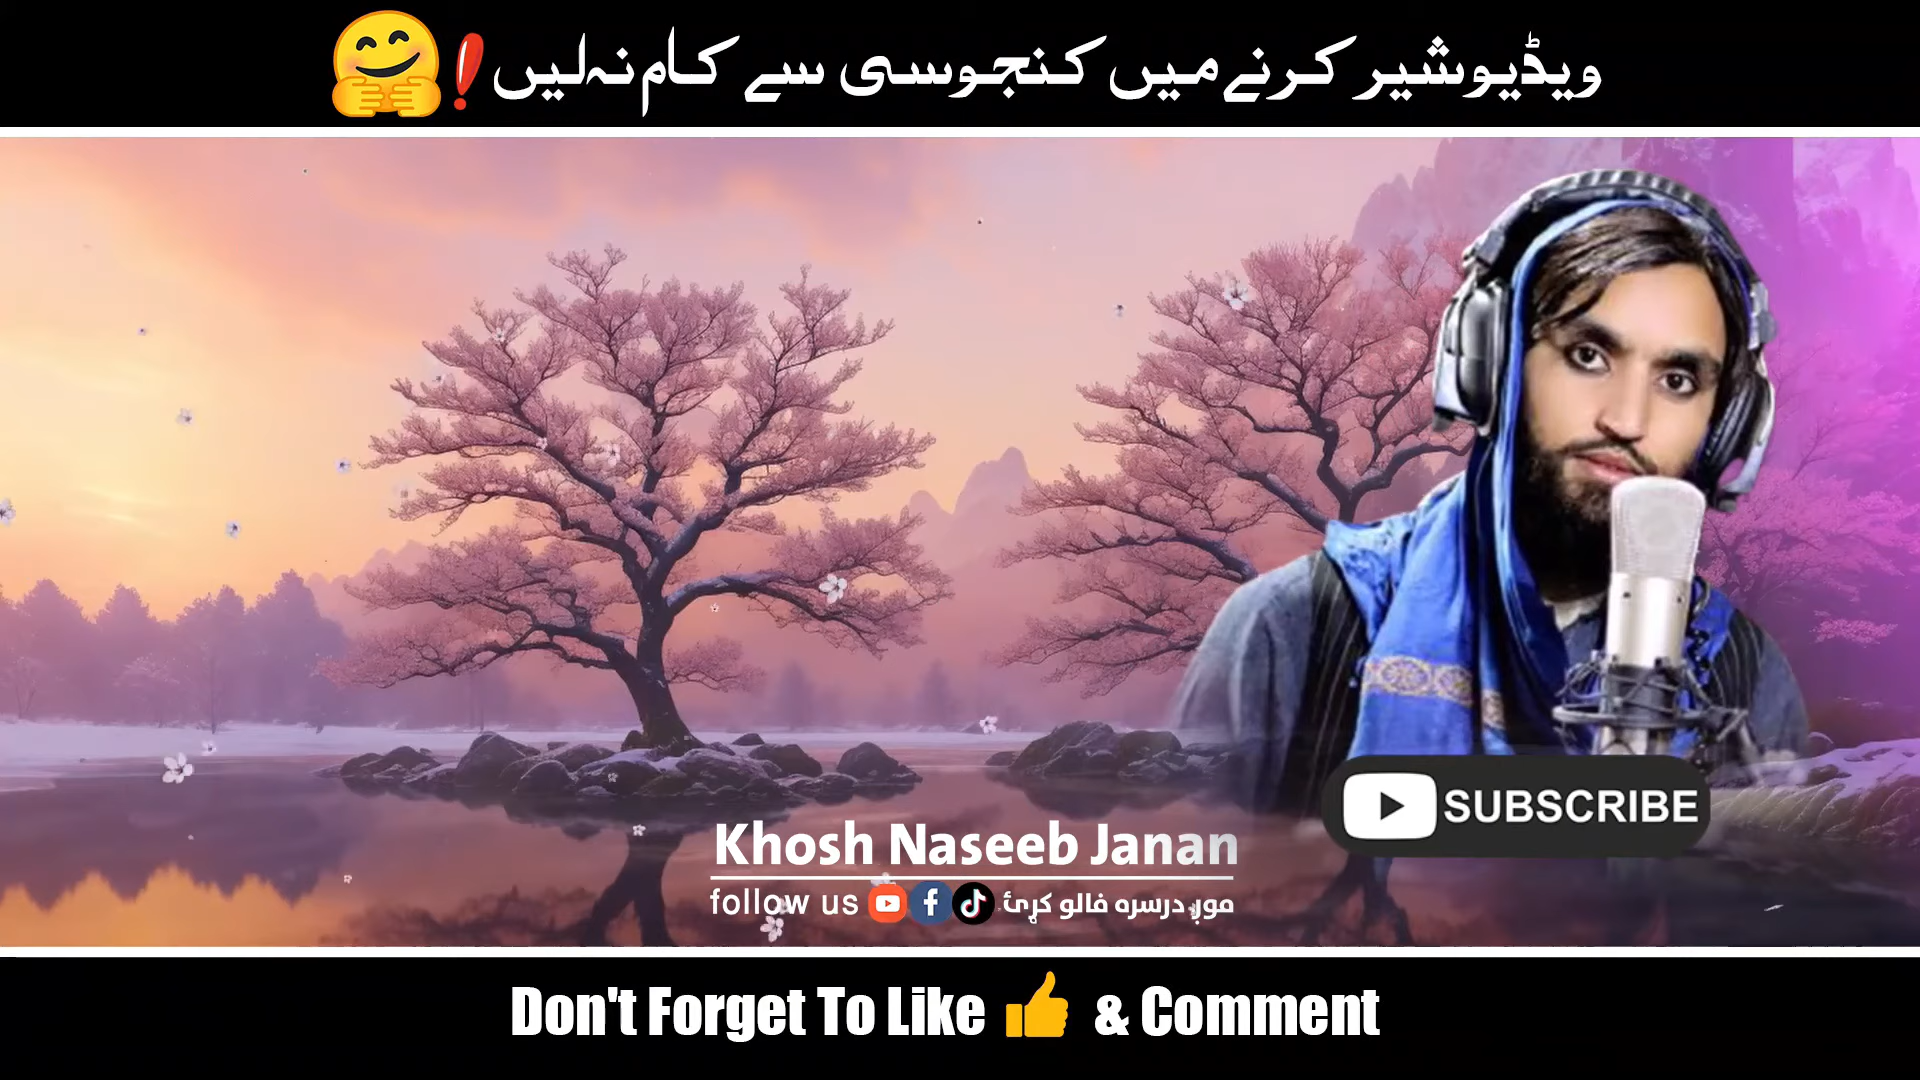 ویڈیو شیر کرنے میں کنجوسی سے کام نہ لیں❗🤗
SUBSCRIBE
Khosh Naseeb Janan
follow us موږ درسره فالو کړئ
Don't Forget To Like 👍 & Comment